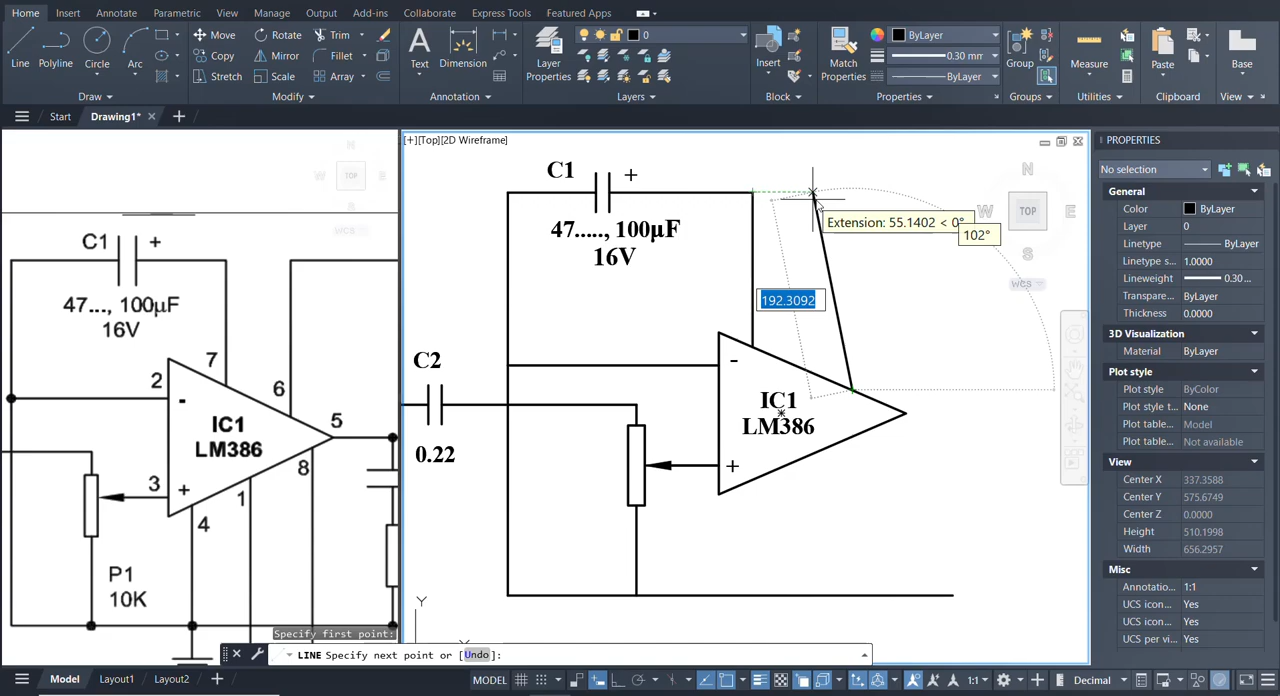 Home Insert Annotate Parametric View Manage Output Add-ins Collaborate Express Tools Featured Apps
Line Polyline Circle Arc
Move Rotate Trim
Copy Mirror Fillet
Stretch Scale Array
Text Dimension
Layer Properties
0
Insert
Match Properties
ByLayer
0.30 mm
ByLayer
Group
Measure
Paste
Base
Draw Modify Annotation Layers Block Properties Groups Utilities Clipboard View
Start Drawing1*
[+][Top][2D Wireframe]
N
W TOP E
S
WCS
C1 +
47..., 100µF
16V
7
2
6
-
IC1
LM386
5
3
+
8
1
4
P1
10K
C1 +
47....., 100µF
16V
Extension: 55.1402 < 0°
102°
192.3092
C2
0.22
-
IC1
LM386
+
Y
N
W TOP E
S
WCS
PROPERTIES
No selection
General
Color ByLayer
Layer 0
Linetype ByLayer
Linetype s... 1.0000
Lineweight 0.30 ...
Transpare... ByLayer
Thickness 0.0000
3D Visualization
Material ByLayer
Plot style
Plot style ByColor
Plot style t... None
Plot table... Model
Plot table... Not available
View
Center X 337.3588
Center Y 575.6749
Center Z 0.0000
Height 510.1998
Width 656.2957
Misc
Annotatio... 1:1
UCS icon... Yes
UCS icon... Yes
UCS per vi... Yes
Specify first point:
LINE Specify next point or [Undo]:
Model Layout1 Layout2
MODEL 1:1 Decimal